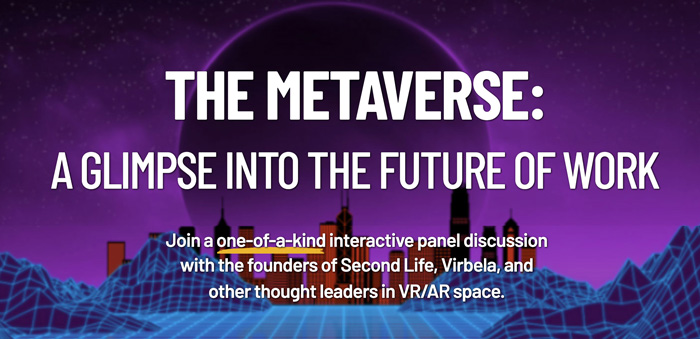 THE METAVERSE:
A GLIMPSE INTO THE FUTURE OF WORK
Join a one-of-a-kind interactive panel discussion
with the founders of Second Life, Virbela, and
other thought leaders in VR/AR space.